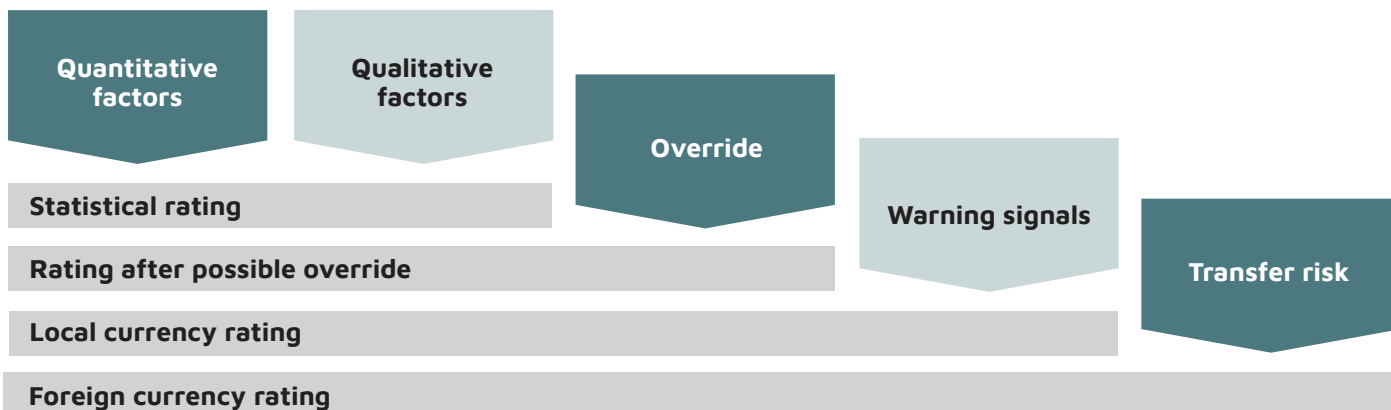 Quantitative
factors
Qualitative
factors
Override
Warning signals
Transfer risk
Statistical rating
Rating after possible override
Local currency rating
Foreign currency rating